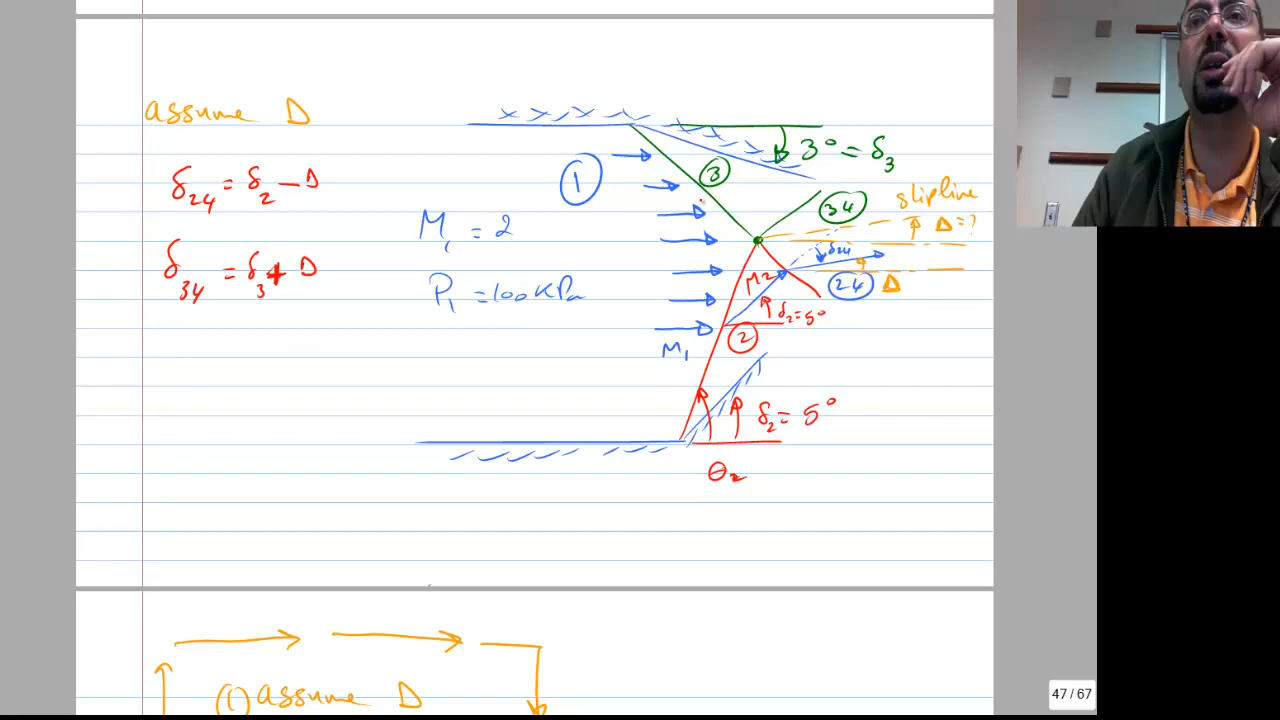 assume Δ
δ24 = δ2 − Δ
δ34 = δ3 + Δ
1
M1 = 2
P1 = 100 KPa
M1
3
3° = δ3
34
slipline
Δ = ?
δ24
M2
24
Δ
δ2 = 5°
2
δ2 = 5°
θ2
(1) assume Δ
47 / 67